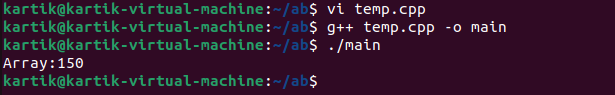 kartik@kartik-virtual-machine:~/ab$ vi temp.cpp
kartik@kartik-virtual-machine:~/ab$ g++ temp.cpp -o main
kartik@kartik-virtual-machine:~/ab$ ./main
Array:150
kartik@kartik-virtual-machine:~/ab$